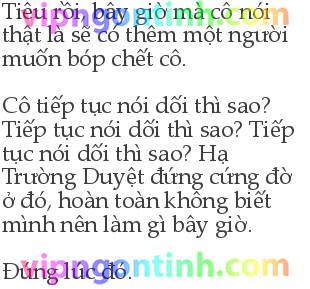 Tiêu rồi, bây giờ mà cô nói
thật là sẽ có thêm một người
muốn bóp chết cô.
Cô tiếp tục nói dối thì sao?
Tiếp tục nói dối thì sao? Tiếp
tục nói dối thì sao? Hạ
Trường Duyệt đứng cứng đờ
ở đó, hoàn toàn không biết
mình nên làm gì bây giờ.
Đúng lúc đó.
vipngontinh.com
vipngontinh.com